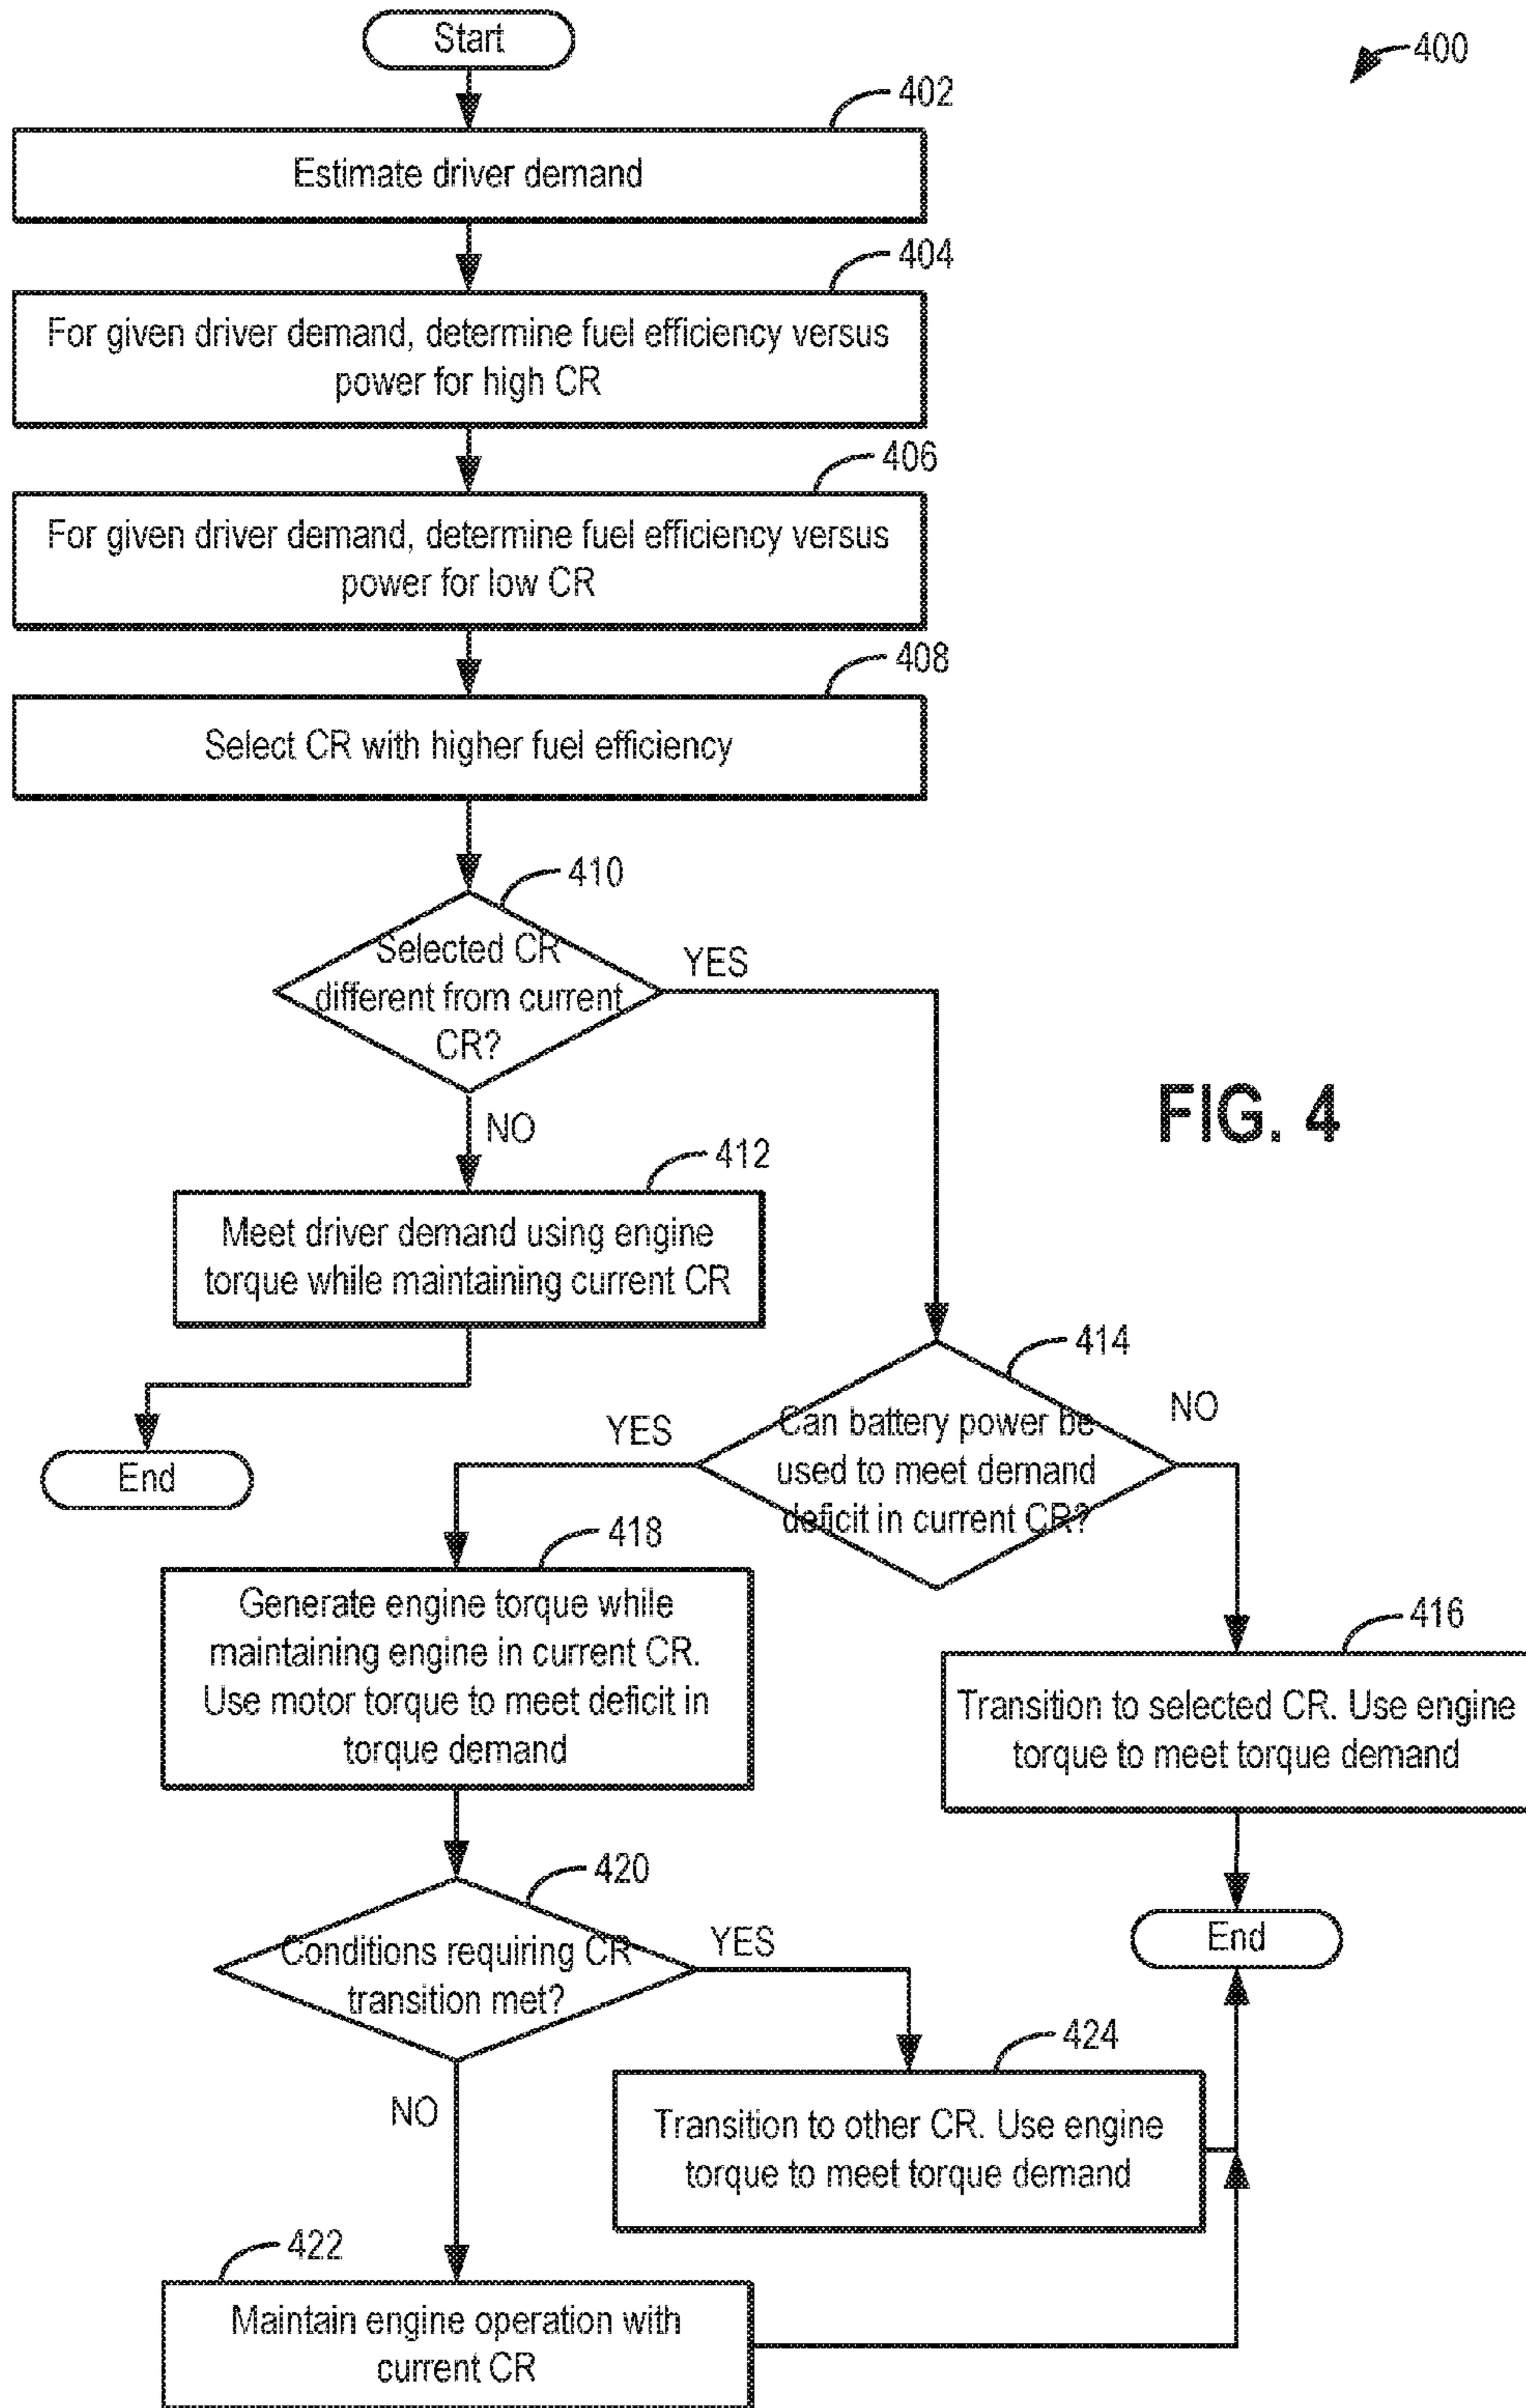 Start
400
402
Estimate driver demand
404
For given driver demand, determine fuel efficiency versus
power for high CR
406
For given driver demand, determine fuel efficiency versus
power for low CR
408
Select CR with higher fuel efficiency
410
Selected CR
different from current
CR?
YES
NO
FIG. 4
412
Meet driver demand using engine
torque while maintaining current CR
End
414
Can battery power be
used to meet demand
deficit in current CR?
YES
NO
418
Generate engine torque while
maintaining engine in current CR.
Use motor torque to meet deficit in
torque demand
416
Transition to selected CR. Use engine
torque to meet torque demand
End
420
Conditions requiring CR
transition met?
YES
NO
424
Transition to other CR. Use engine
torque to meet torque demand
422
Maintain engine operation with
current CR